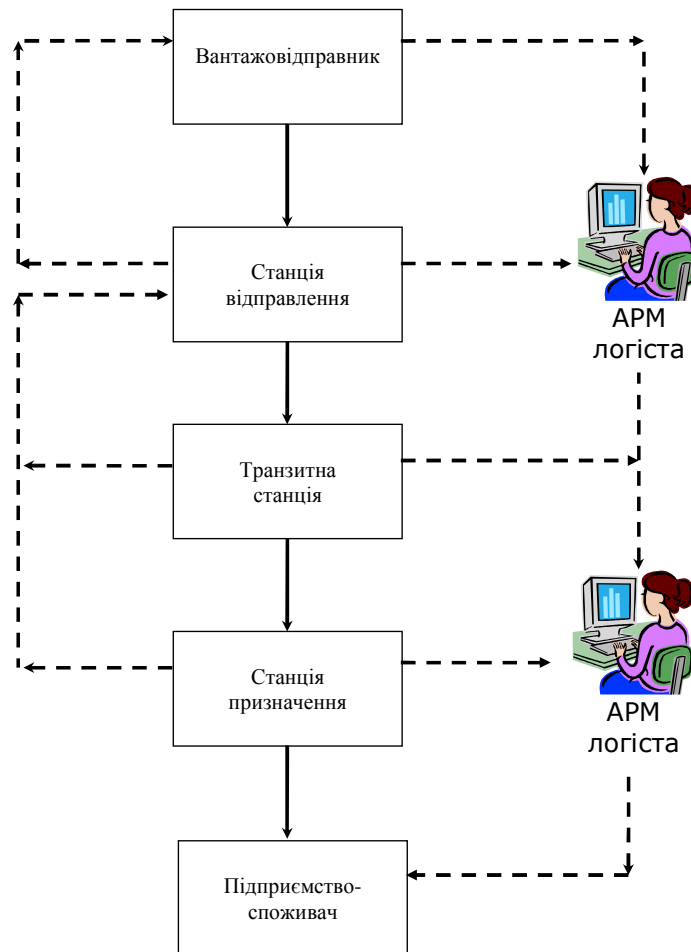 Вантажовідправник
Станція
відправлення
АРМ
логіста
Транзитна
станція
Станція
призначення
АРМ
логіста
Підприємство-
споживач